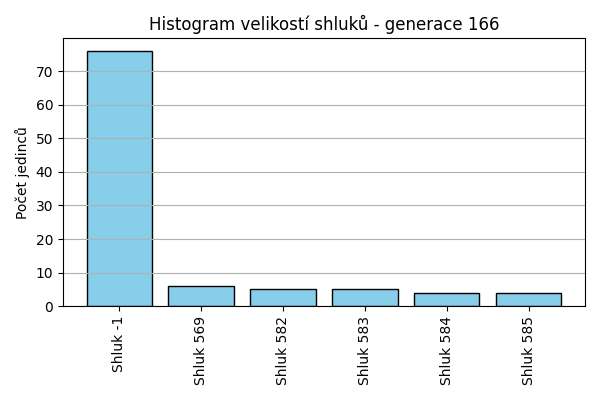 Histogram velikostí shluků - generace 166
Počet jedinců
70
60
50
40
30
20
10
0
Shluk -1
Shluk 569
Shluk 582
Shluk 583
Shluk 584
Shluk 585